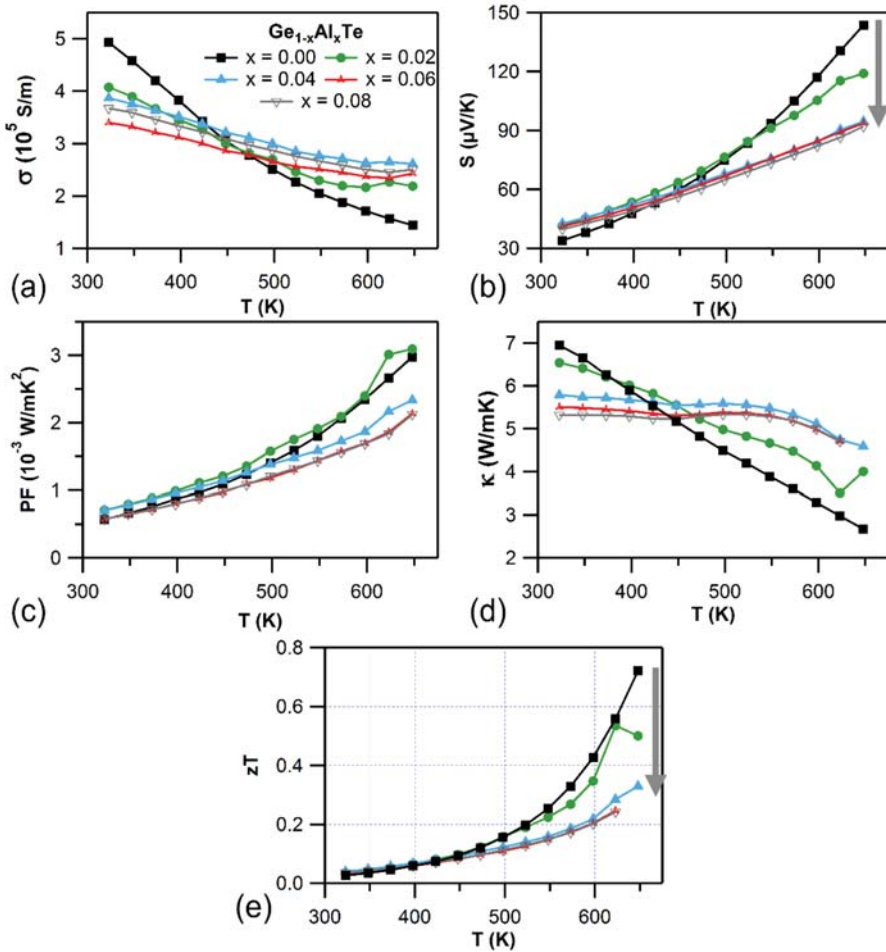 Ge1-xAlxTe
x = 0.00 x = 0.02
x = 0.04 x = 0.06
x = 0.08
5
4
3
2
1
σ (10⁵ S/m)
300 400 500 600
T (K)
(a)
150
120
90
60
30
S (µV/K)
300 400 500 600
T (K)
(b)
3
2
1
0
PF (10⁻³ W/mK²)
300 400 500 600
T (K)
(c)
7
6
5
4
3
2
κ (W/mK)
300 400 500 600
T (K)
(d)
0.8
0.6
0.4
0.2
0.0
zT
300 400 500 600
T (K)
(e)